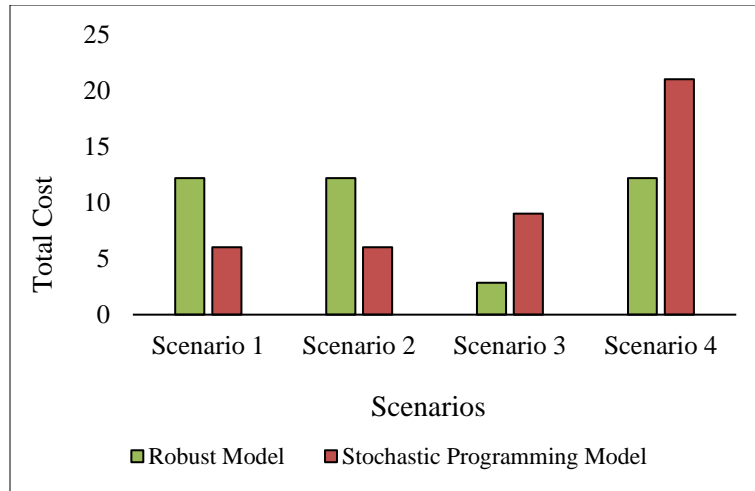 25
20
15
10
5
0
Total Cost
Scenario 1 Scenario 2 Scenario 3 Scenario 4
Scenarios
Robust Model Stochastic Programming Model